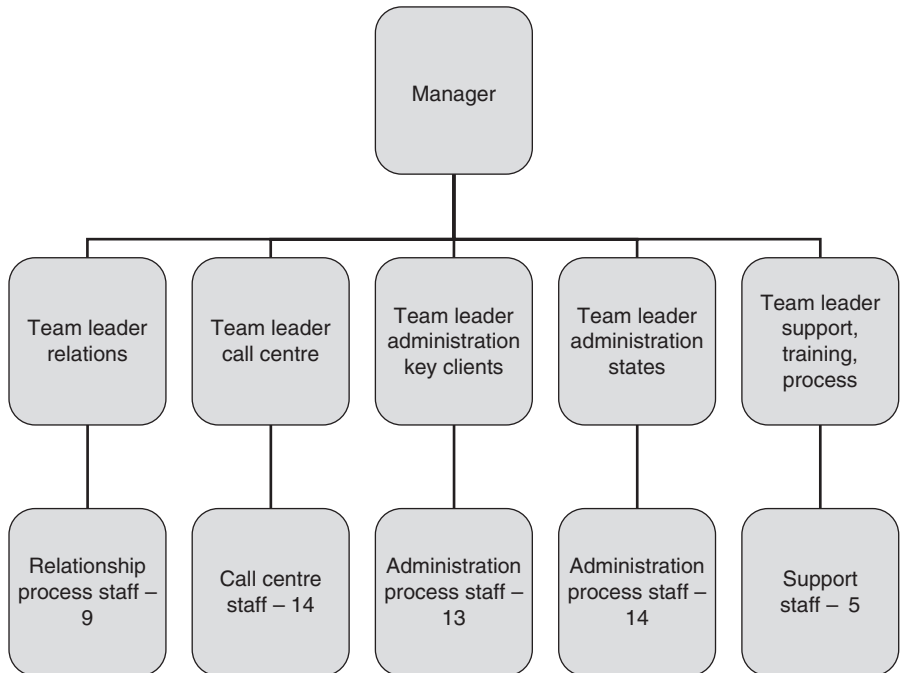 Manager
Team leader
relations
Team leader
call centre
Team leader
administration
key clients
Team leader
administration
states
Team leader
support,
training,
process
Relationship
process staff –
9
Call centre
staff – 14
Administration
process staff –
13
Administration
process staff –
14
Support
staff – 5